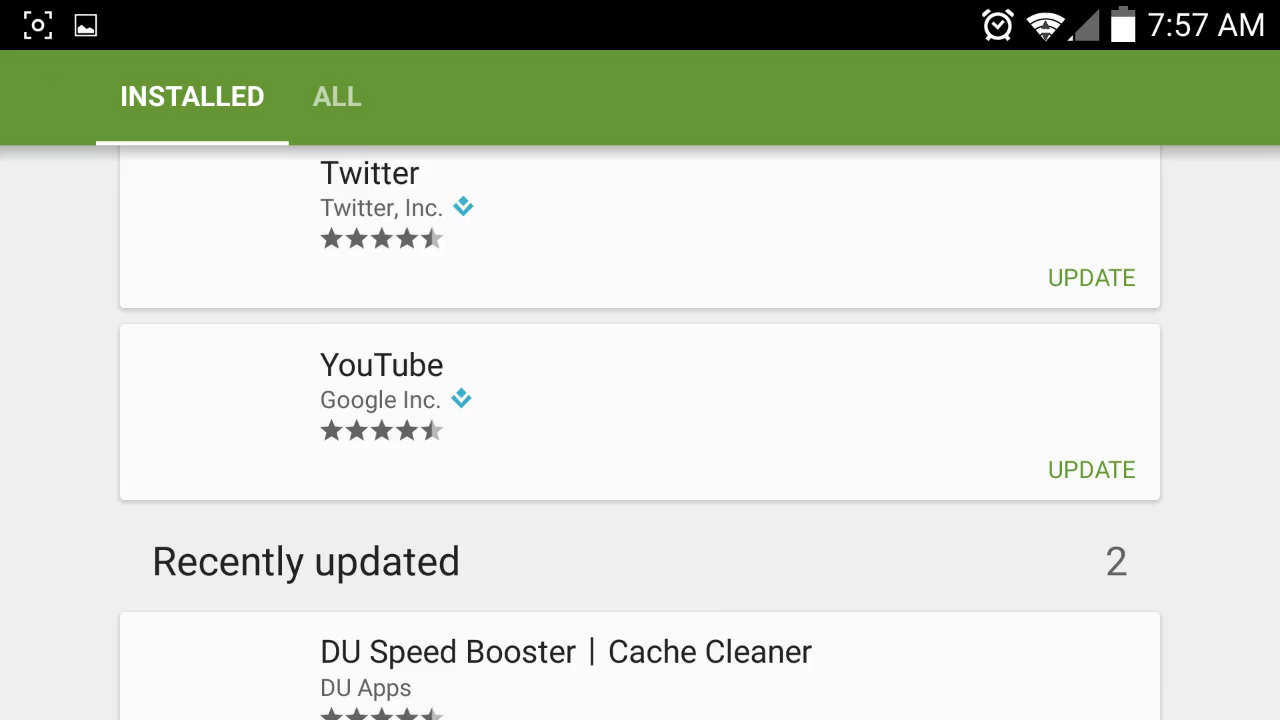 7:57 AM
INSTALLED ALL
Twitter
Twitter, Inc.
UPDATE
YouTube
Google Inc.
UPDATE
Recently updated 2
DU Speed Booster | Cache Cleaner
DU Apps